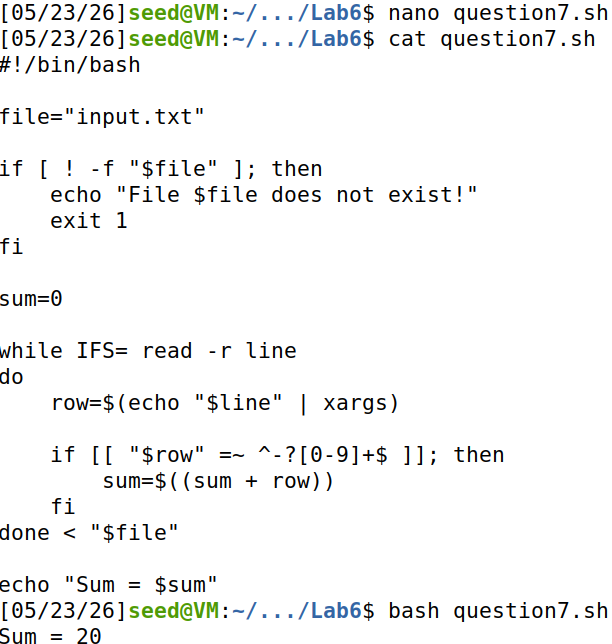 [05/23/26]seed@VM:~/.../Lab6$ nano question7.sh
[05/23/26]seed@VM:~/.../Lab6$ cat question7.sh
#!/bin/bash

file="input.txt"

if [ ! -f "$file" ]; then
    echo "File $file does not exist!"
    exit 1
fi

sum=0

while IFS= read -r line
do
    row=$(echo "$line" | xargs)

    if [[ "$row" =~ ^-?[0-9]+$ ]]; then
        sum=$((sum + row))
    fi
done < "$file"

echo "Sum = $sum"
[05/23/26]seed@VM:~/.../Lab6$ bash question7.sh
Sum = 20